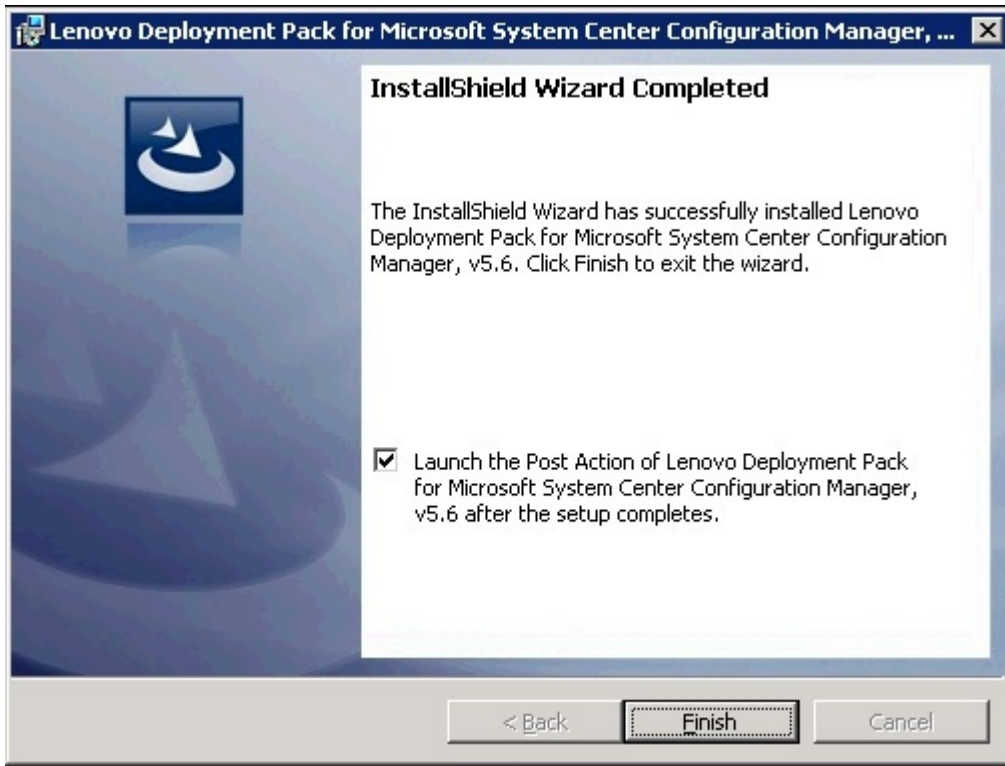 Lenovo Deployment Pack for Microsoft System Center Configuration Manager, ...
InstallShield Wizard Completed
The InstallShield Wizard has successfully installed Lenovo
Deployment Pack for Microsoft System Center Configuration
Manager, v5.6. Click Finish to exit the wizard.
Launch the Post Action of Lenovo Deployment Pack
for Microsoft System Center Configuration Manager,
v5.6 after the setup completes.
< Back
Finish
Cancel